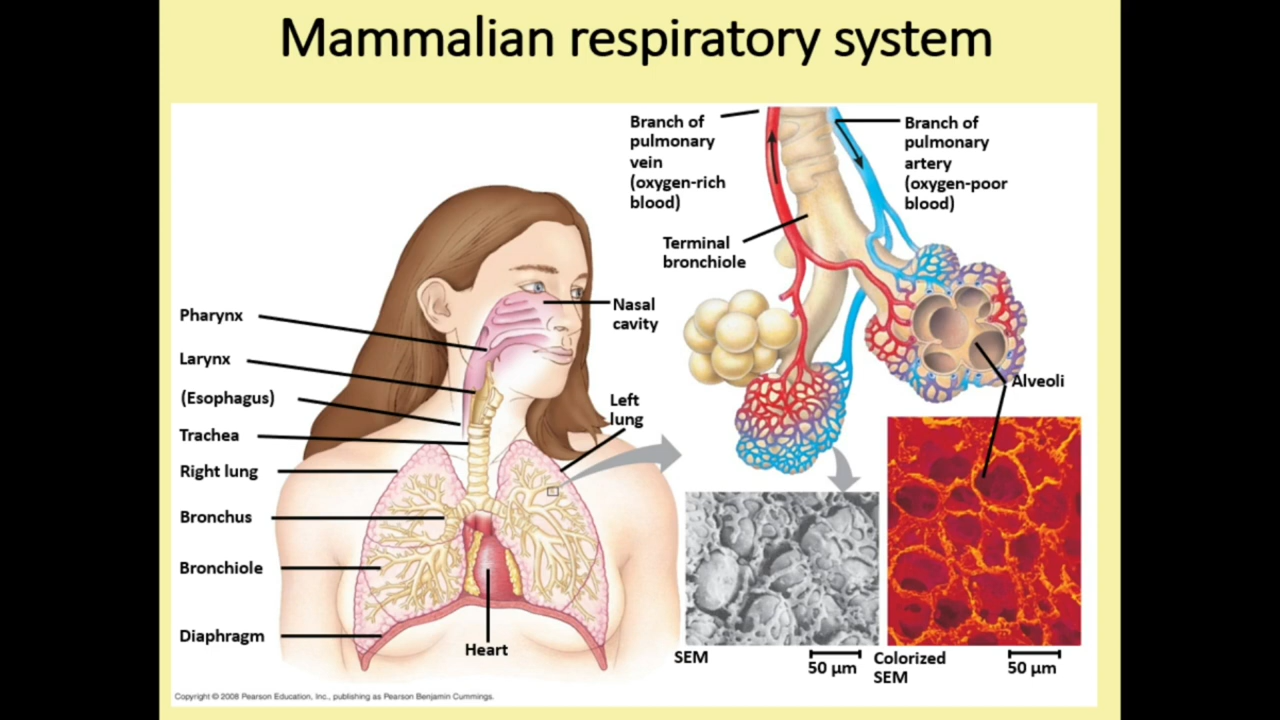 Mammalian respiratory system
Branch of
pulmonary
vein
(oxygen-rich
blood)
Branch of
pulmonary
artery
(oxygen-poor
blood)
Terminal
bronchiole
Nasal
cavity
Pharynx
Larynx
(Esophagus)
Trachea
Right lung
Bronchus
Bronchiole
Diaphragm
Left
lung
Alveoli
Heart
SEM
50 µm
Colorized
SEM
50 µm
Copyright © 2008 Pearson Education, Inc., publishing as Pearson Benjamin Cummings.